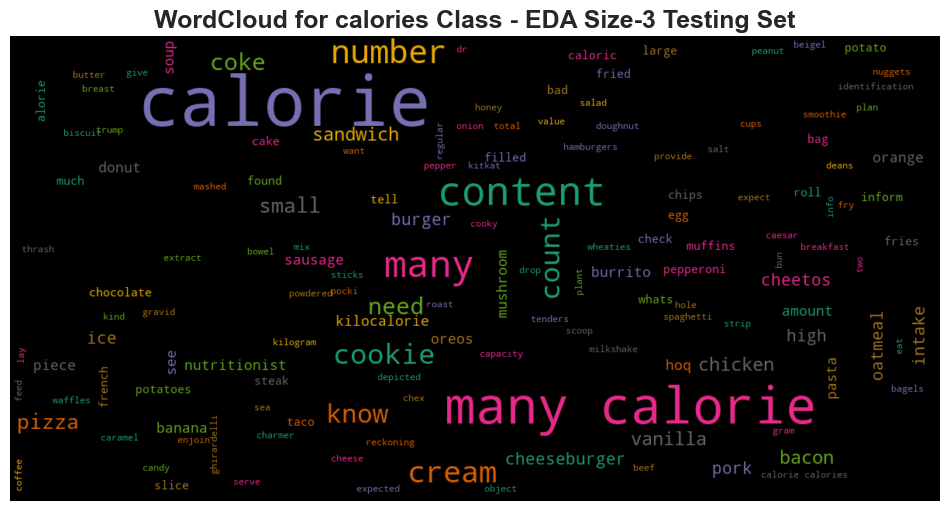 WordCloud for calories Class - EDA Size-3 Testing Set
soup
coke
number
dr
caloric
large
peanut
beigel
potato
butter
give
fried
nuggets
alorie
breast
calorie
honey
bad
salad
identification
biscuit
trump
sandwich
regular
onion
total
value
doughnut
cups
smoothie
plan
cake
want
pepper
kitkat
filled
hamburgers
provide
salt
bag
deans
orange
donut
much
mashed
found
tell
content
chips
expect
roll
info
inform
small
burger
cooky
count
egg
fry
thrash
extract
bowel
mix
sausage
mushroom
wheaties
check
muffins
caesar
breakfast
fries
sticks
many
drop
plant
burrito
pepperoni
bun
cheetos
two
chocolate
powdered
pocki
need
roast
whats
hole
amount
kind
gravid
kilocalorie
tenders
spaghetti
strip
oatmeal
intake
ice
kilogram
oreos
scoop
high
lay
piece
see
nutritionist
cookie
capacity
milkshake
hoq
chicken
pasta
eat
feed
french
potatoes
steak
depicted
bagels
waffles
chex
many calorie
pizza
banana
sea
taco
know
gram
caramel
enjoin
ghirardelli
charmer
reckoning
vanilla
coffee
candy
cheese
cream
cheeseburger
beef
pork
bacon
slice
serve
expected
object
calorie calories